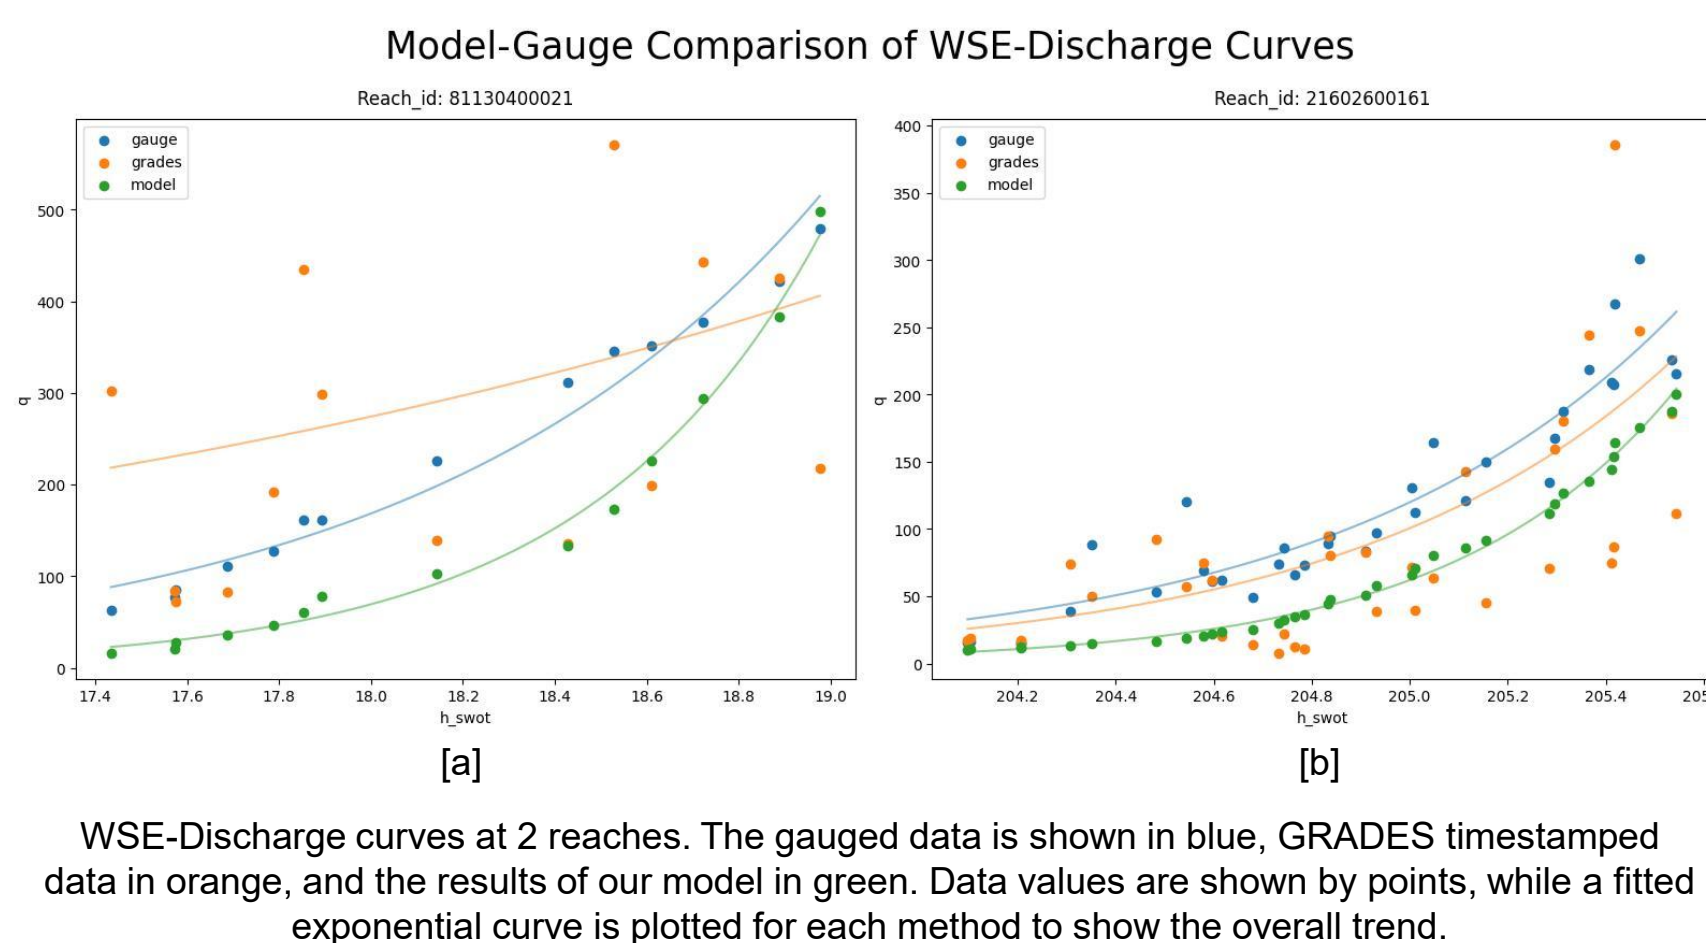 Model-Gauge Comparison of WSE-Discharge Curves
Reach_id: 81130400021
gauge
grades
model
500
400
300
200
100
0
q
17.4 17.6 17.8 18.0 18.2 18.4 18.6 18.8 19.0
h_swot
[a]
Reach_id: 21602600161
gauge
grades
model
400
350
300
250
200
150
100
50
0
q
204.2 204.4 204.6 204.8 205.0 205.2 205.4 205
h_swot
[b]
WSE-Discharge curves at 2 reaches. The gauged data is shown in blue, GRADES timestamped
data in orange, and the results of our model in green. Data values are shown by points, while a fitted
exponential curve is plotted for each method to show the overall trend.